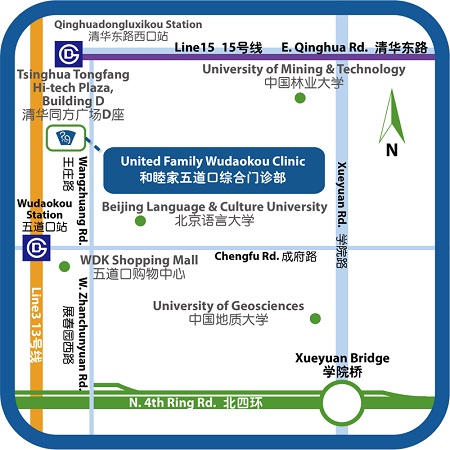 Qinghuadongluxikou Station
清华东路西口站
Line15 15号线
E. Qinghua Rd. 清华东路
Tsinghua Tongfang
Hi-tech Plaza,
Building D
清华同方广场D座
University of Mining & Technology
中国林业大学
N
United Family Wudaokou Clinic
和睦家五道口综合门诊部
王庄路
Wangzhuang Rd.
Xueyuan Rd. 学院路
Wudaokou
Station
五道口站
Beijing Language & Culture University
北京语言大学
Chengfu Rd. 成府路
WDK Shopping Mall
五道口购物中心
Line3 13号线
展春园西路
W. Zhanchunyuan Rd.
University of Geosciences
中国地质大学
Xueyuan Bridge
学院桥
N. 4th Ring Rd. 北四环